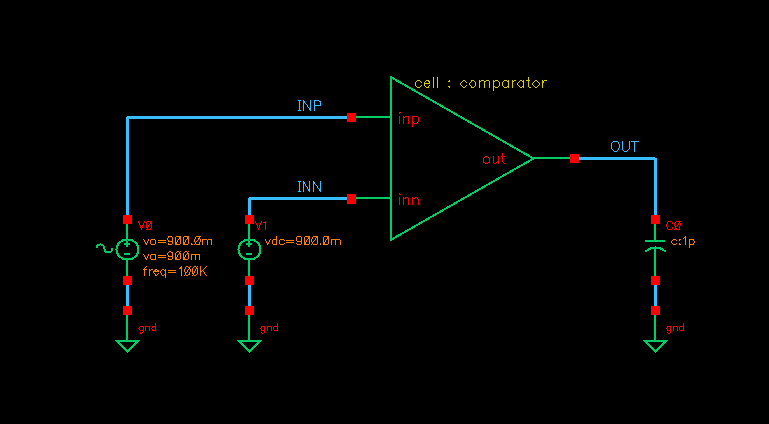 cell : comparator
INP
inp
OUT
out
INN
inn
V0
vo=900.0m
va=900m
freq=100K
V1
vdc=900.0m
C0
c:1p
gnd
gnd
gnd